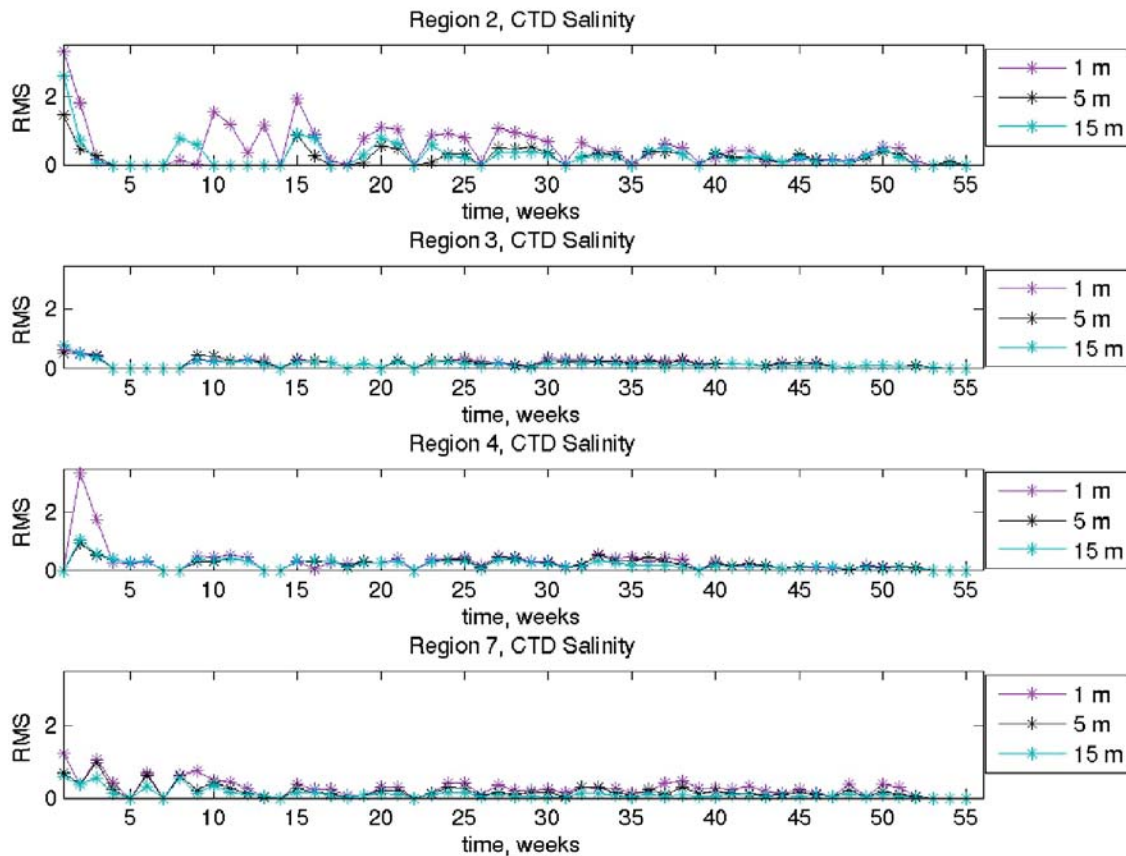 Region 2, CTD Salinity
RMS
2
0
5 10 15 20 25 30 35 40 45 50 55
time, weeks
1 m
5 m
15 m
Region 3, CTD Salinity
RMS
2
0
5 10 15 20 25 30 35 40 45 50 55
time, weeks
1 m
5 m
15 m
Region 4, CTD Salinity
RMS
2
0
5 10 15 20 25 30 35 40 45 50 55
time, weeks
1 m
5 m
15 m
Region 7, CTD Salinity
RMS
2
0
5 10 15 20 25 30 35 40 45 50 55
time, weeks
1 m
5 m
15 m